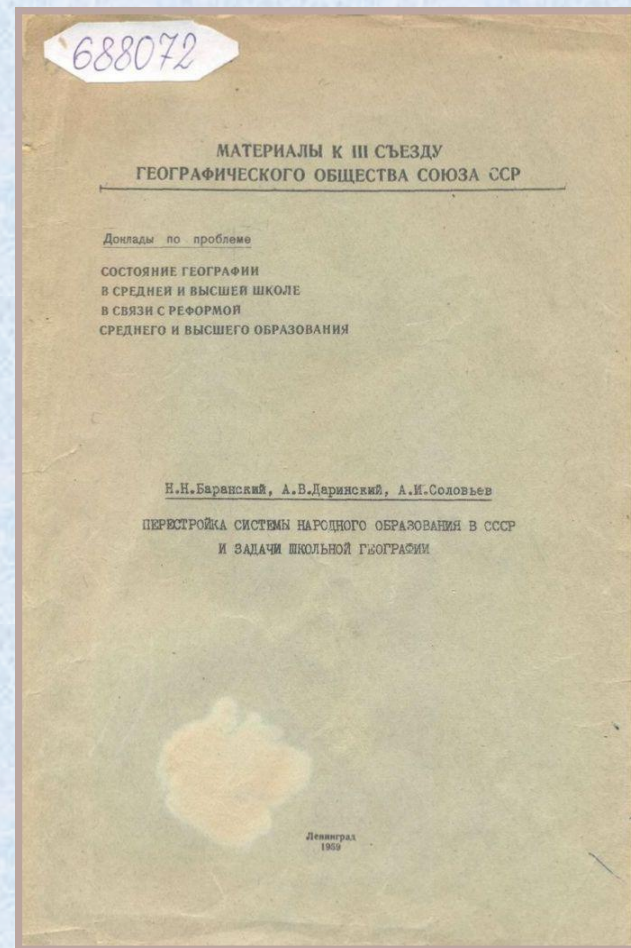 688072
МАТЕРИАЛЫ К III СЪЕЗДУ
ГЕОГРАФИЧЕСКОГО ОБЩЕСТВА СОЮЗА ССР
Доклады по проблеме
СОСТОЯНИЕ ГЕОГРАФИИ
В СРЕДНЕЙ И ВЫСШЕЙ ШКОЛЕ
В СВЯЗИ С РЕФОРМОЙ
СРЕДНЕГО И ВЫСШЕГО ОБРАЗОВАНИЯ
Н.Н.Баранский, А.В.Даринский, А.И.Соловьев
ПЕРЕСТРОЙКА СИСТЕМЫ НАРОДНОГО ОБРАЗОВАНИЯ В СССР
И ЗАДАЧИ ШКОЛЬНОЙ ГЕОГРАФИИ
Ленинград
1959